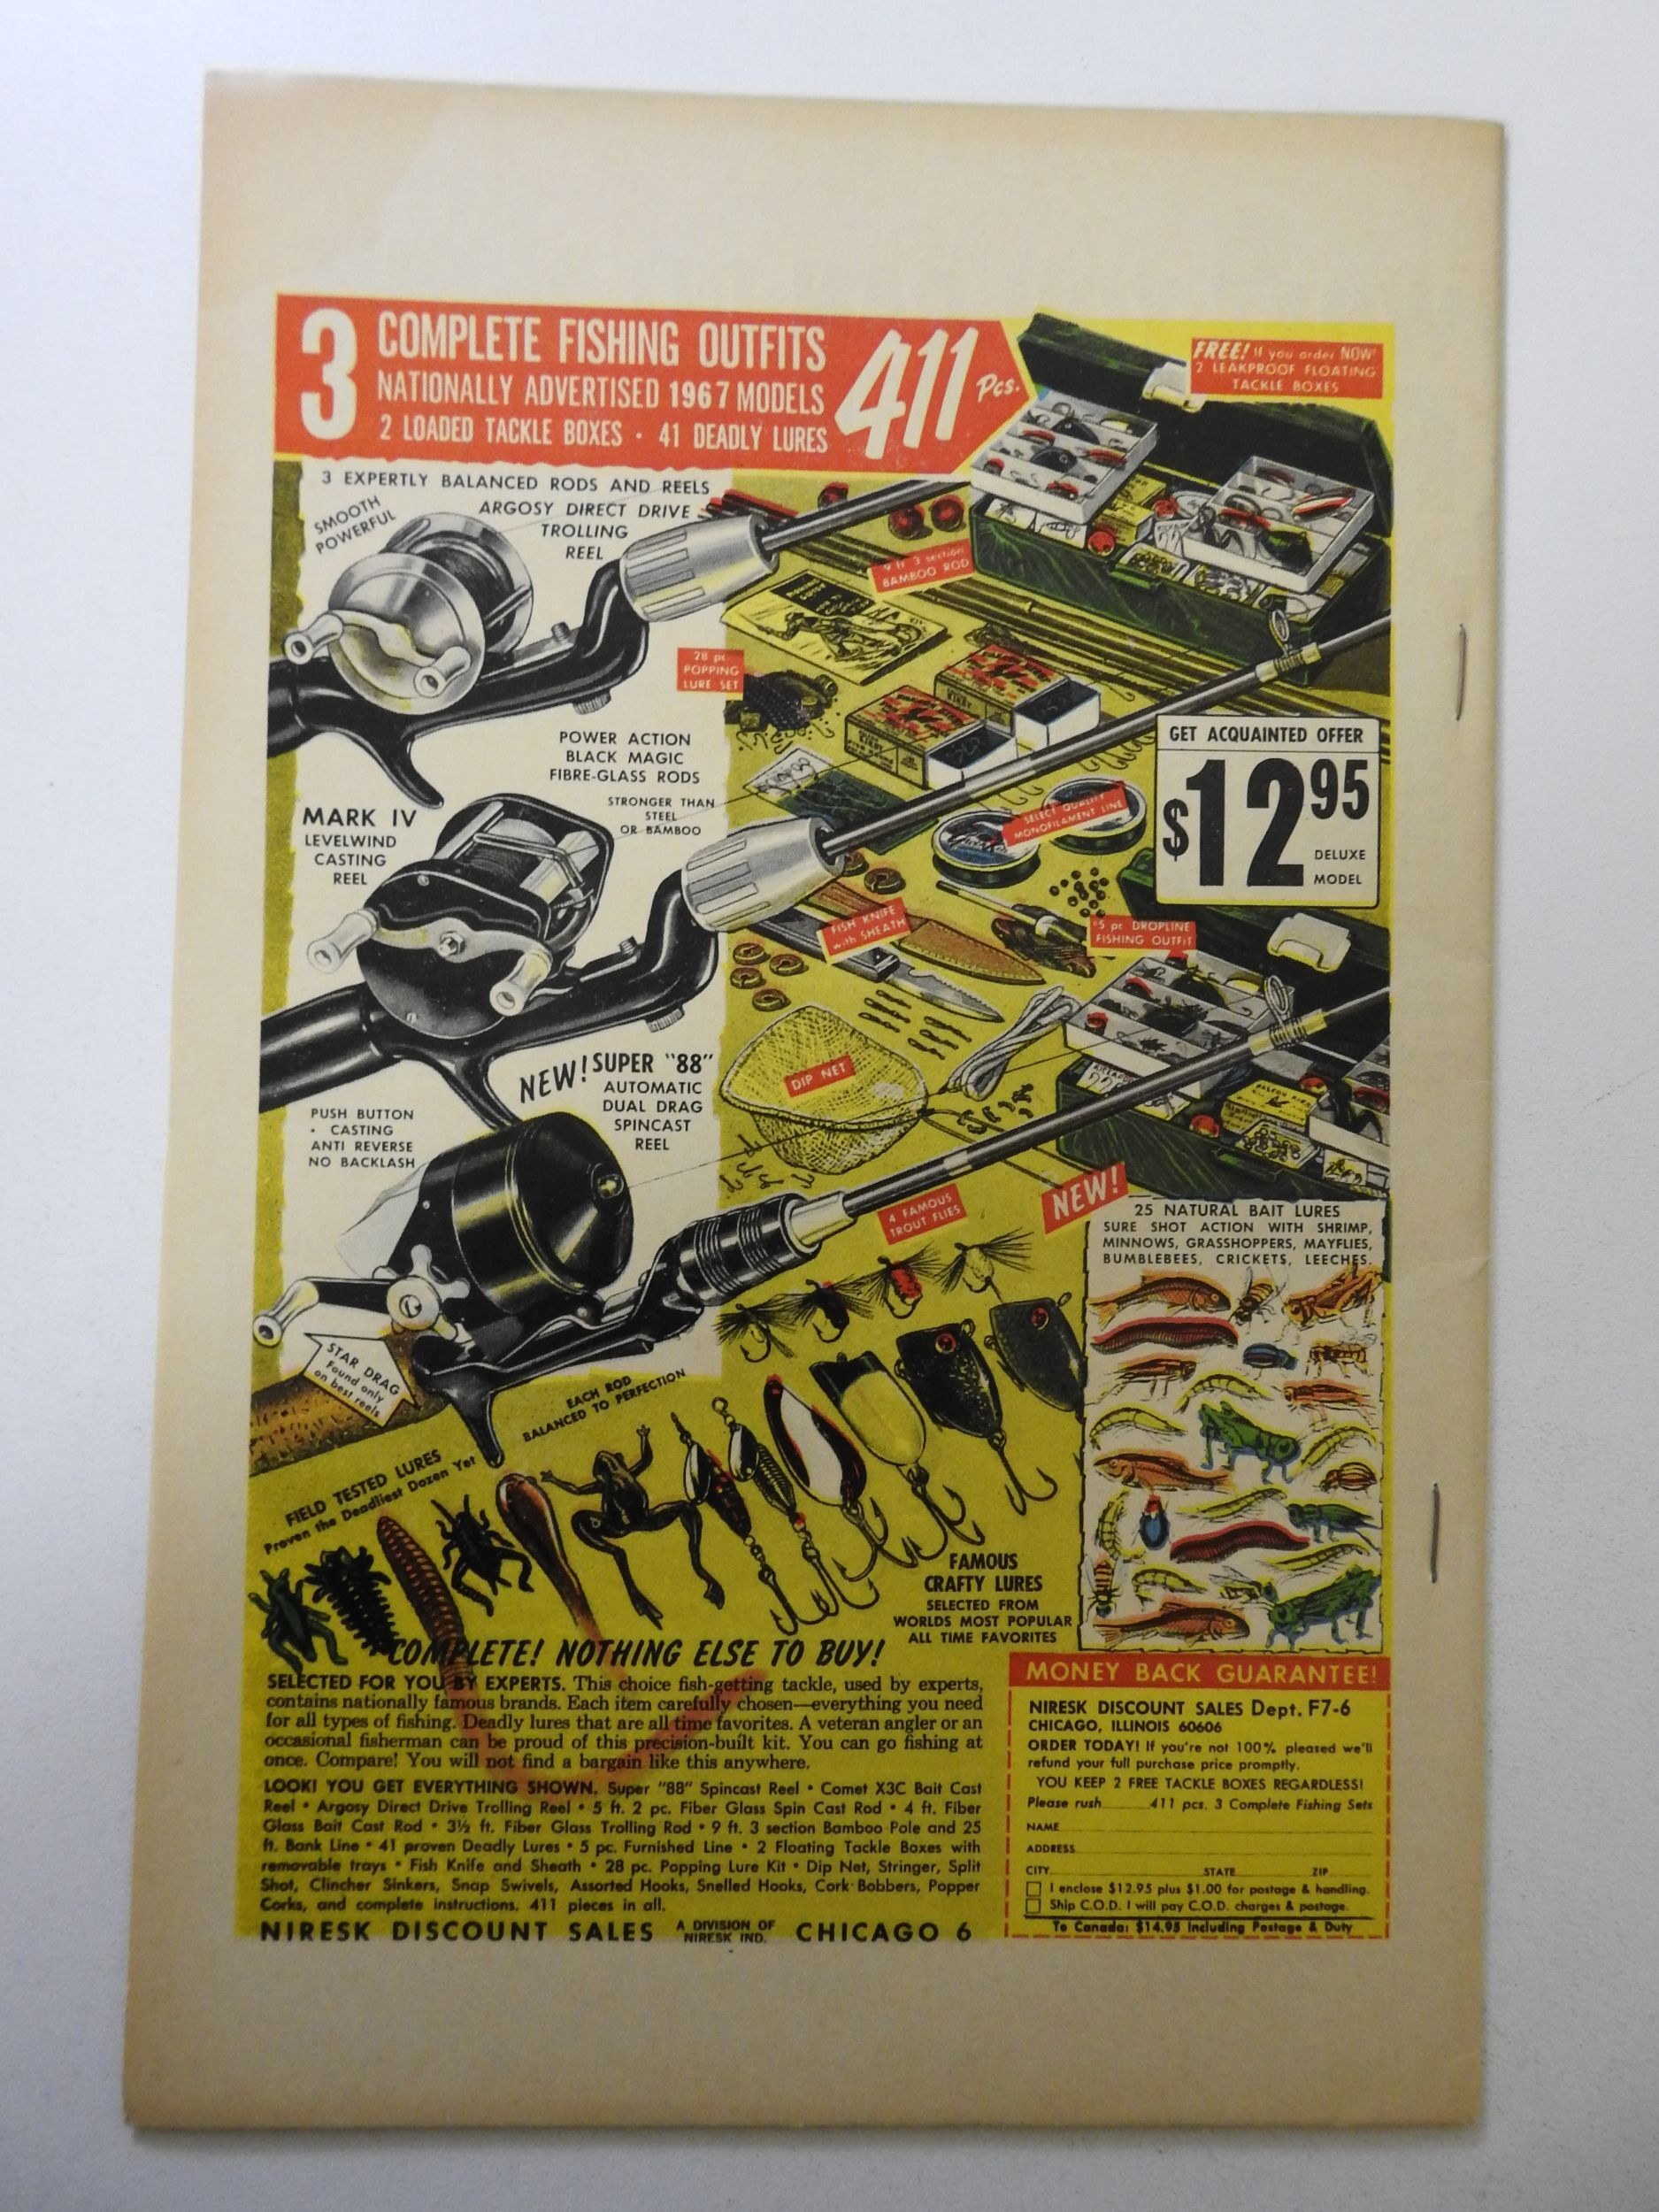 3 COMPLETE FISHING OUTFITS
NATIONALLY ADVERTISED 1967 MODELS
2 LOADED TACKLE BOXES • 41 DEADLY LURES
411 Pcs.
FREE! If you order NOW!
2 LEAKPROOF FLOATING
TACKLE BOXES
3 EXPERTLY BALANCED RODS AND REELS
SMOOTH
POWERFUL
ARGOSY DIRECT DRIVE
TROLLING
REEL
9 ft 3 section
BAMBOO ROD
28 pc
POPPING
LURE SET
POWER ACTION
BLACK MAGIC
FIBRE-GLASS RODS
STRONGER THAN
STEEL
OR BAMBOO
GET ACQUAINTED OFFER
$12.95
DELUXE
MODEL
MARK IV
LEVELWIND
CASTING
REEL
SELECT QUALITY
MONOFILAMENT LINE
FISH KNIFE
with SHEATH
5 pc DROPLINE
FISHING OUTFIT
NEW! SUPER "88"
AUTOMATIC
DUAL DRAG
SPINCAST
REEL
DIP NET
PUSH BUTTON
• CASTING
ANTI REVERSE
NO BACKLASH
4 FAMOUS
TROUT FLIES
NEW!
25 NATURAL BAIT LURES
SURE SHOT ACTION WITH SHRIMP,
MINNOWS, GRASSHOPPERS, MAYFLIES,
BUMBLEBEES, CRICKETS, LEECHES.
STAR DRAG
Found only
on best reels
EACH ROD
BALANCED TO PERFECTION
FIELD TESTED LURES
Proven the Deadliest Dozen Yet
FAMOUS
CRAFTY LURES
SELECTED FROM
WORLDS MOST POPULAR
ALL TIME FAVORITES
COMPLETE! NOTHING ELSE TO BUY!
SELECTED FOR YOU BY EXPERTS. This choice fish-getting tackle, used by experts,
contains nationally famous brands. Each item carefully chosen—everything you need
for all types of fishing. Deadly lures that are all time favorites. A veteran angler or an
occasional fisherman can be proud of this precision-built kit. You can go fishing at
once. Compare! You will not find a bargain like this anywhere.
LOOK! YOU GET EVERYTHING SHOWN. Super "88" Spincast Reel • Comet X3C Bait Cast
Reel • Argosy Direct Drive Trolling Reel • 5 ft. 2 pc. Fiber Glass Spin Cast Rod • 4 ft. Fiber
Glass Bait Cast Rod • 3½ ft. Fiber Glass Trolling Rod • 9 ft. 3 section Bamboo Pole and 25
ft. Bank Line • 41 proven Deadly Lures • 5 pc. Furnished Line • 2 Floating Tackle Boxes with
removable trays • Fish Knife and Sheath • 28 pc. Popping Lure Kit • Dip Net, Stringer, Split
Shot, Clincher Sinkers, Snap Swivels, Assorted Hooks, Snelled Hooks, Cork Bobbers, Popper
Corks, and complete instructions. 411 pieces in all.
NIRESK DISCOUNT SALES A DIVISION OF NIRESK IND. CHICAGO 6
MONEY BACK GUARANTEE!
NIRESK DISCOUNT SALES Dept. F7-6
CHICAGO, ILLINOIS 60606
ORDER TODAY! If you're not 100% pleased we'll
refund your full purchase price promptly.
YOU KEEP 2 FREE TACKLE BOXES REGARDLESS!
Please rush 411 pcs. 3 Complete Fishing Sets
NAME
ADDRESS
CITY STATE ZIP
I enclose $12.95 plus $1.00 for postage & handling.
Ship C.O.D. I will pay C.O.D. charges & postage.
To Canada: $14.95 Including Postage & Duty